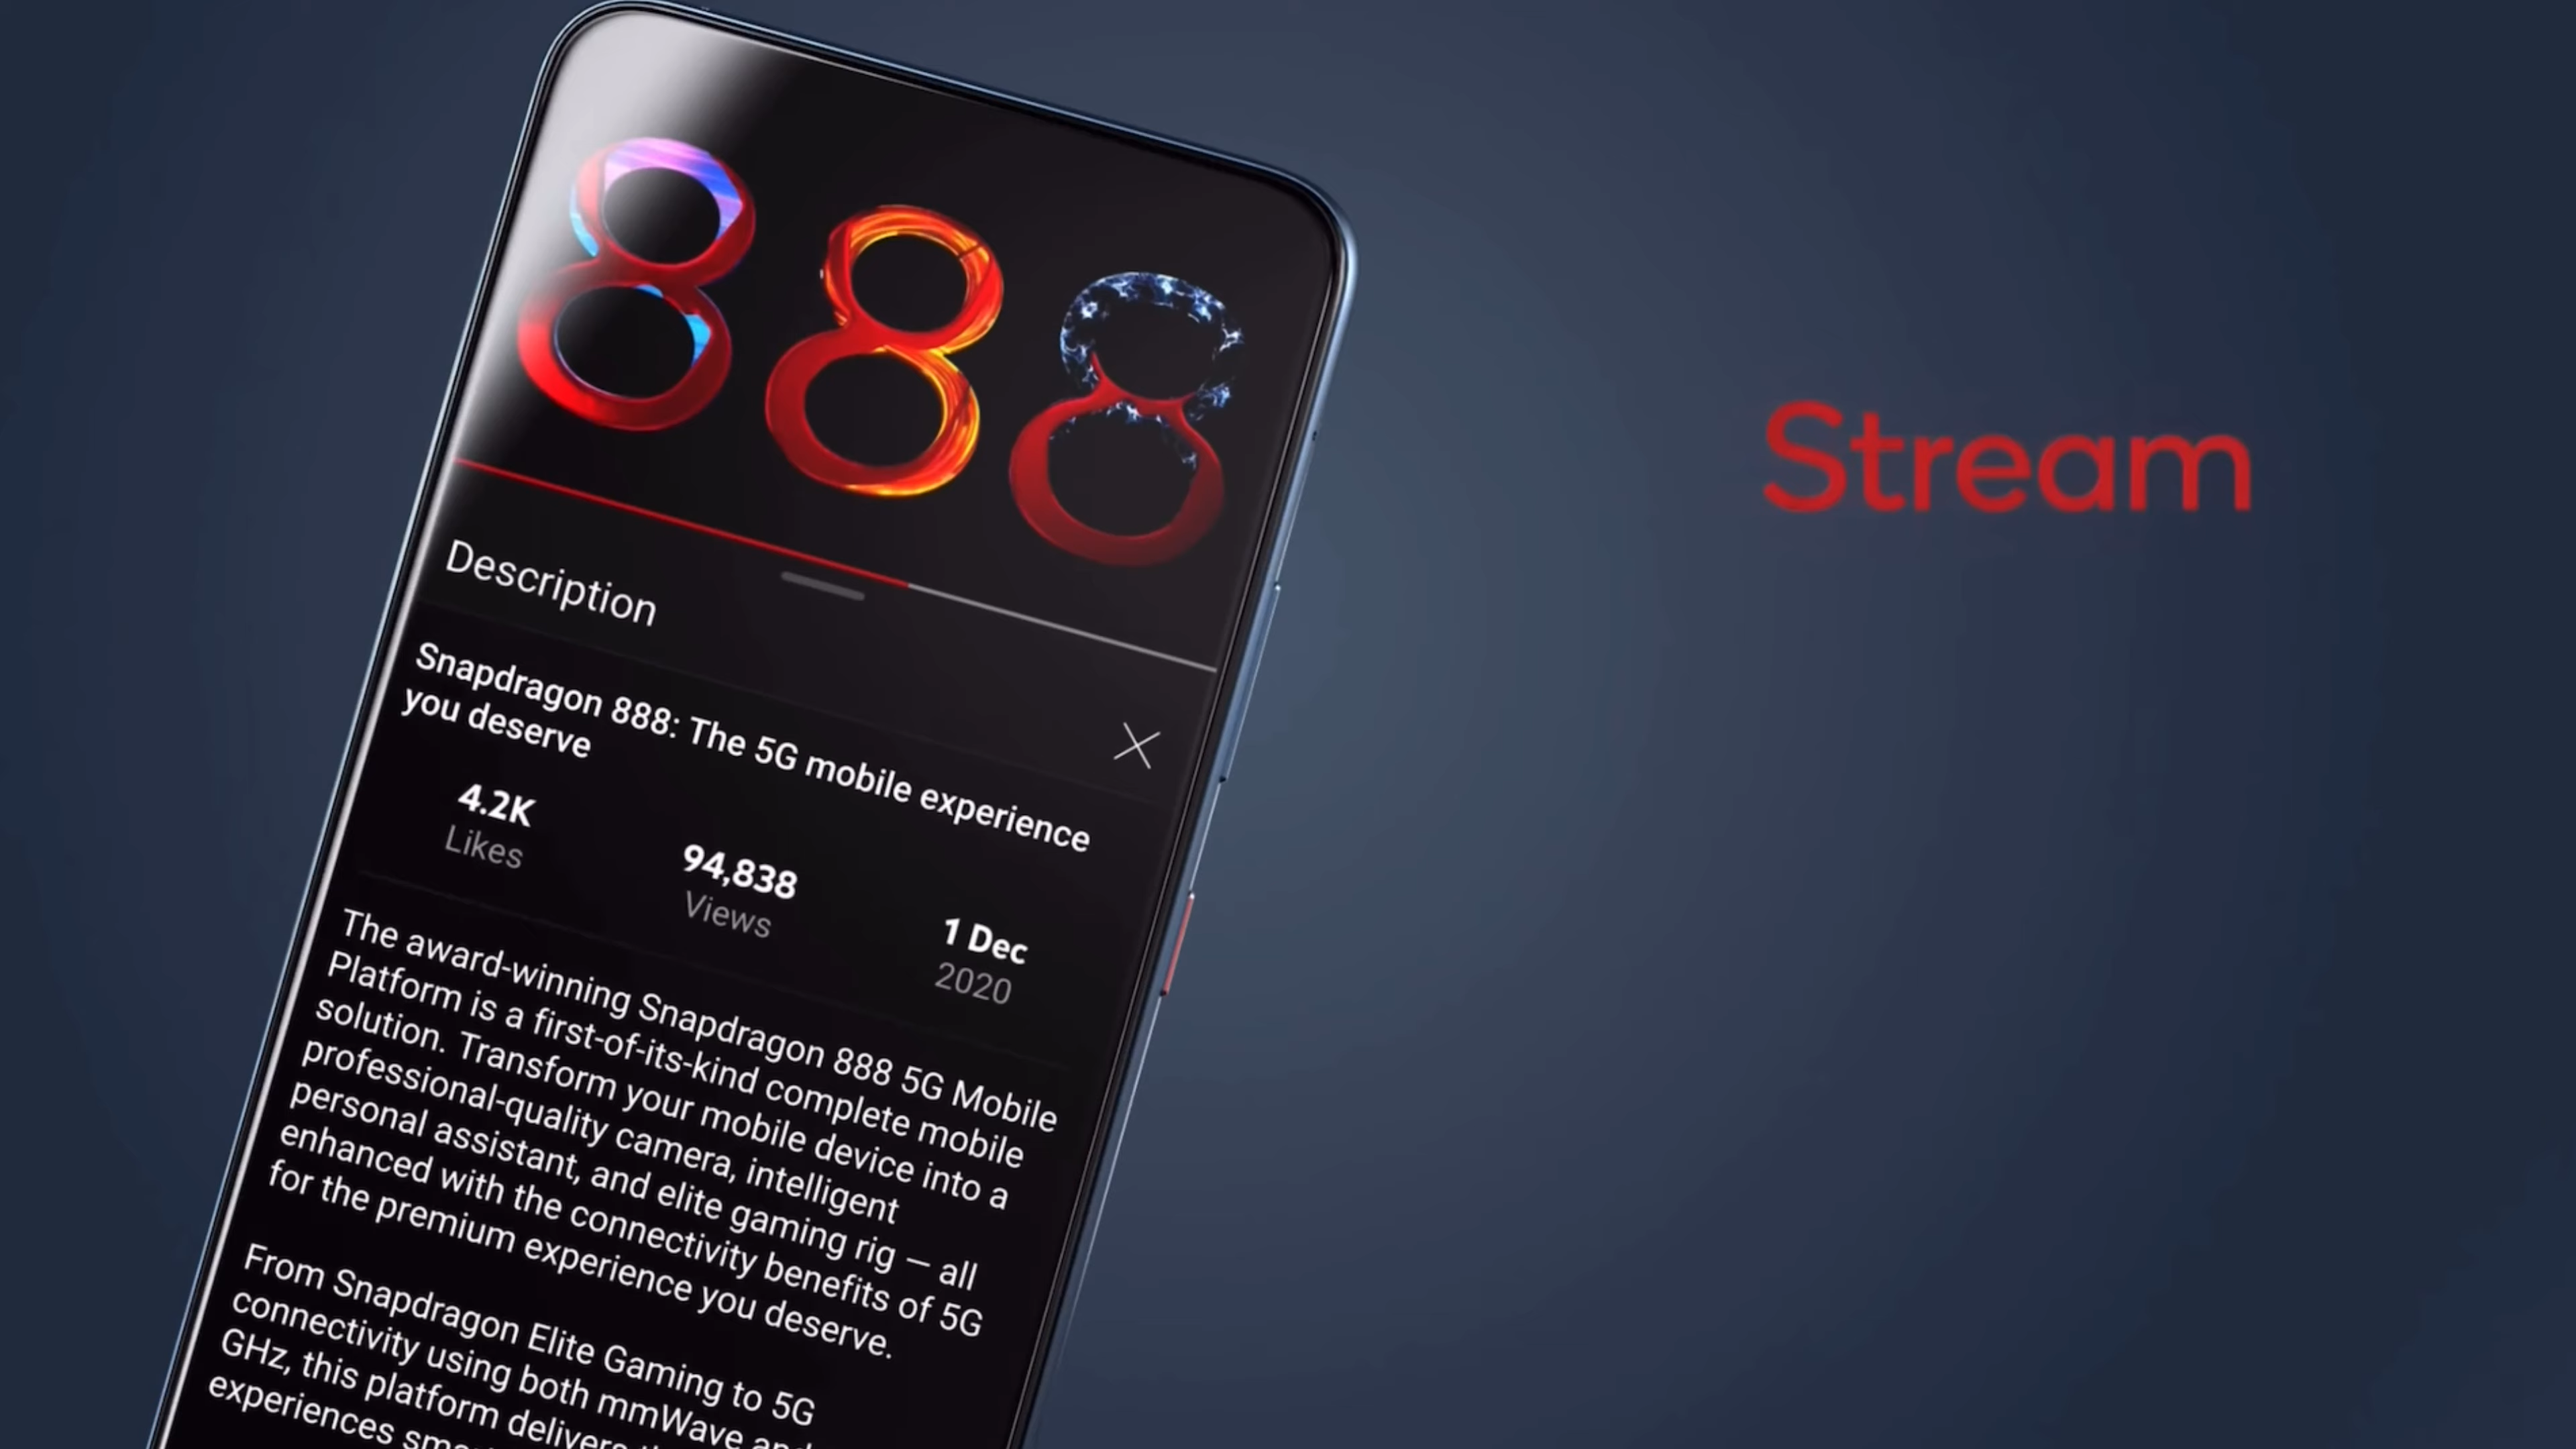 888
Stream
Description
Snapdragon 888: The 5G mobile experience
you deserve
4.2K
Likes
94,838
Views
1 Dec
2020
The award-winning Snapdragon 888 5G Mobile
Platform is a first-of-its-kind complete mobile
solution. Transform your mobile device into a
professional-quality camera, intelligent
personal assistant, and elite gaming rig — all
enhanced with the connectivity benefits of 5G
for the premium experience you deserve.
From Snapdragon Elite Gaming to 5G
connectivity using both mmWave and
GHz, this platform delivers
experiences